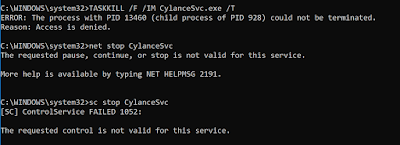 C:\WINDOWS\system32>TASKKILL /F /IM CylanceSvc.exe /T
ERROR: The process with PID 13460 (child process of PID 928) could not be terminated.
Reason: Access is denied.
C:\WINDOWS\system32>net stop CylanceSvc
The requested pause, continue, or stop is not valid for this service.
More help is available by typing NET HELPMSG 2191.
C:\WINDOWS\system32>sc stop CylanceSvc
[SC] ControlService FAILED 1052:
The requested control is not valid for this service.